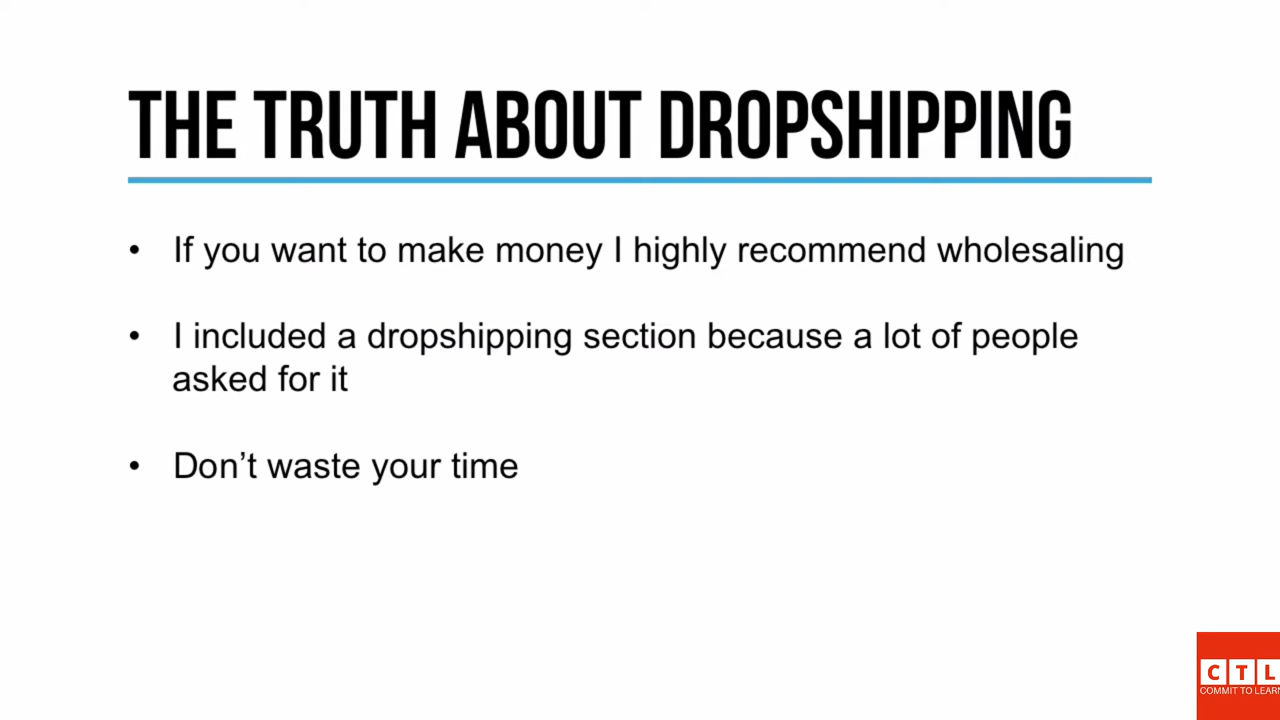 THE TRUTH ABOUT DROPSHIPPING
• If you want to make money I highly recommend wholesaling
• I included a dropshipping section because a lot of people
asked for it
• Don’t waste your time
CTL
COMMIT TO LEARN